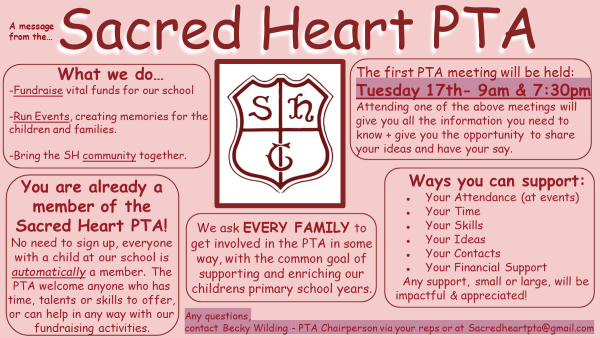 A message
from the...
Sacred Heart PTA
What we do...
-Fundraise vital funds for our school
-Run Events, creating memories for the
children and families.
-Bring the SH community together.
S H
C J
The first PTA meeting will be held:
Tuesday 17th- 9am & 7:30pm
Attending one of the above meetings will
give you all the information you need to
know + give you the opportunity to share
your ideas and have your say.
You are already a
member of the
Sacred Heart PTA!
No need to sign up, everyone
with a child at our school is
automatically a member. The
PTA welcome anyone who has
time, talents or skills to offer,
or can help in any way with our
fundraising activities.
We ask EVERY FAMILY to
get involved in the PTA in some
way, with the common goal of
supporting and enriching our
childrens primary school years.
Ways you can support:
• Your Attendance (at events)
• Your Time
• Your Skills
• Your Ideas
• Your Contacts
• Your Financial Support
Any support, small or large, will be
impactful & appreciated!
Any questions,
contact Becky Wilding - PTA Chairperson via your reps or at Sacredheartpta@gmail.com